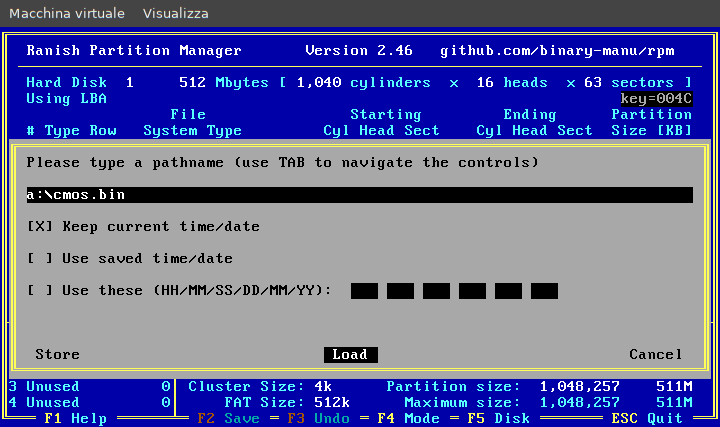 Macchina virtuale Visualizza
Ranish Partition Manager Version 2.46 github.com/binary-manu/rpm
Hard Disk 1 512 Mbytes [ 1,040 cylinders x 16 heads x 63 sectors ]
Using LBA key=004C
File Starting Ending Partition
# Type Row System Type Cyl Head Sect Cyl Head Sect Size [KB]
Please type a pathname (use TAB to navigate the controls)
a:\cmos.bin
[X] Keep current time/date
[ ] Use saved time/date
[ ] Use these (HH/MM/SS/DD/MM/YY):
Store Load Cancel
3 Unused 0 Cluster Size: 4k Partition size: 1,048,257 511M
4 Unused 0 FAT Size: 512k Maximum size: 1,048,257 511M
F1 Help F2 Save F3 Undo F4 Mode F5 Disk ESC Quit